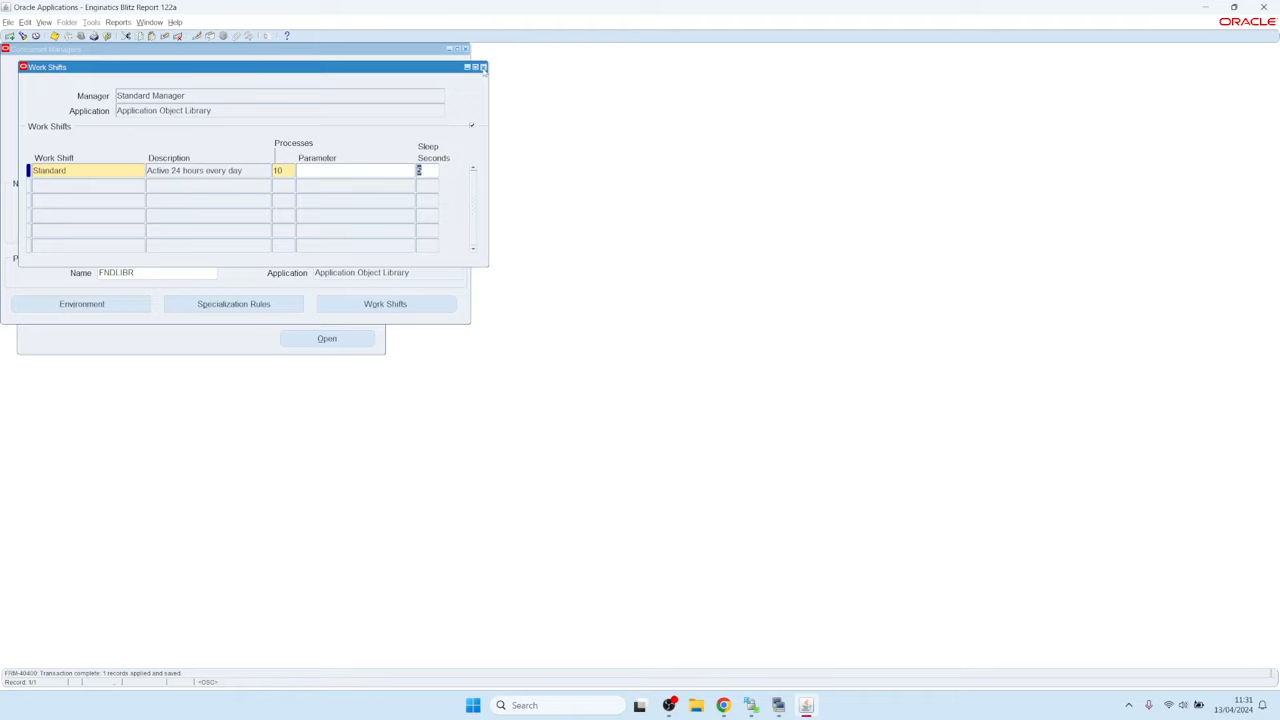 Oracle Applications - Enginatics Blitz Report 122a
File Edit View Folder Tools Reports Window Help
ORACLE
Concurrent Managers
Work Shifts
Manager Standard Manager
Application Application Object Library
Work Shifts
Processes
Sleep
Work Shift Description Parameter Seconds
Standard Active 24 hours every day 10
Name FNDLIBR Application Application Object Library
Environment Specialization Rules Work Shifts
Open
FRM-40400: Transaction complete: 1 records applied and saved.
Record: 1/1 <OSC>
Search
11:31
13/04/2024